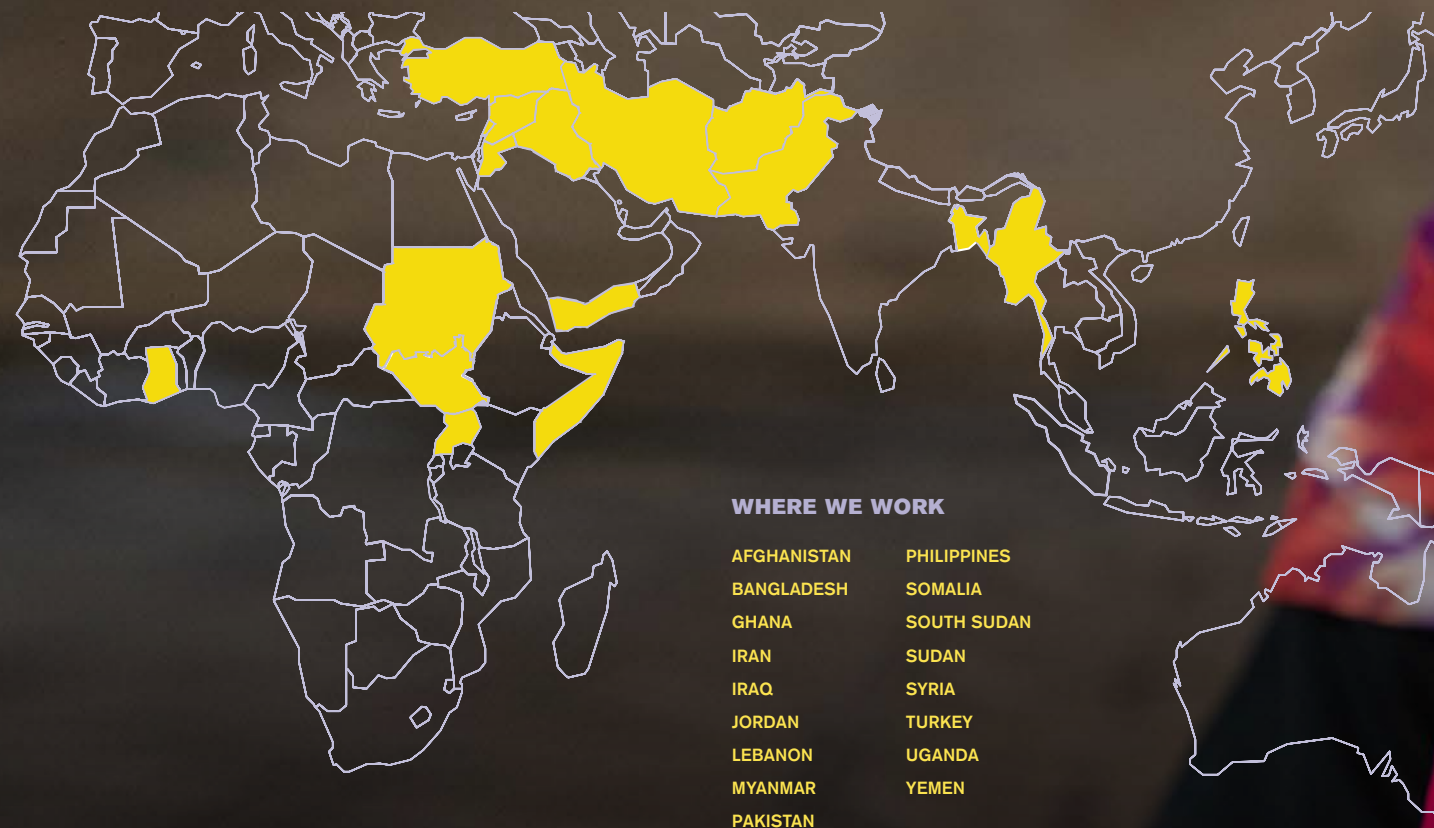 WHERE WE WORK
AFGHANISTAN
BANGLADESH
GHANA
IRAN
IRAQ
JORDAN
LEBANON
MYANMAR
PAKISTAN
PHILIPPINES
SOMALIA
SOUTH SUDAN
SUDAN
SYRIA
TURKEY
UGANDA
YEMEN